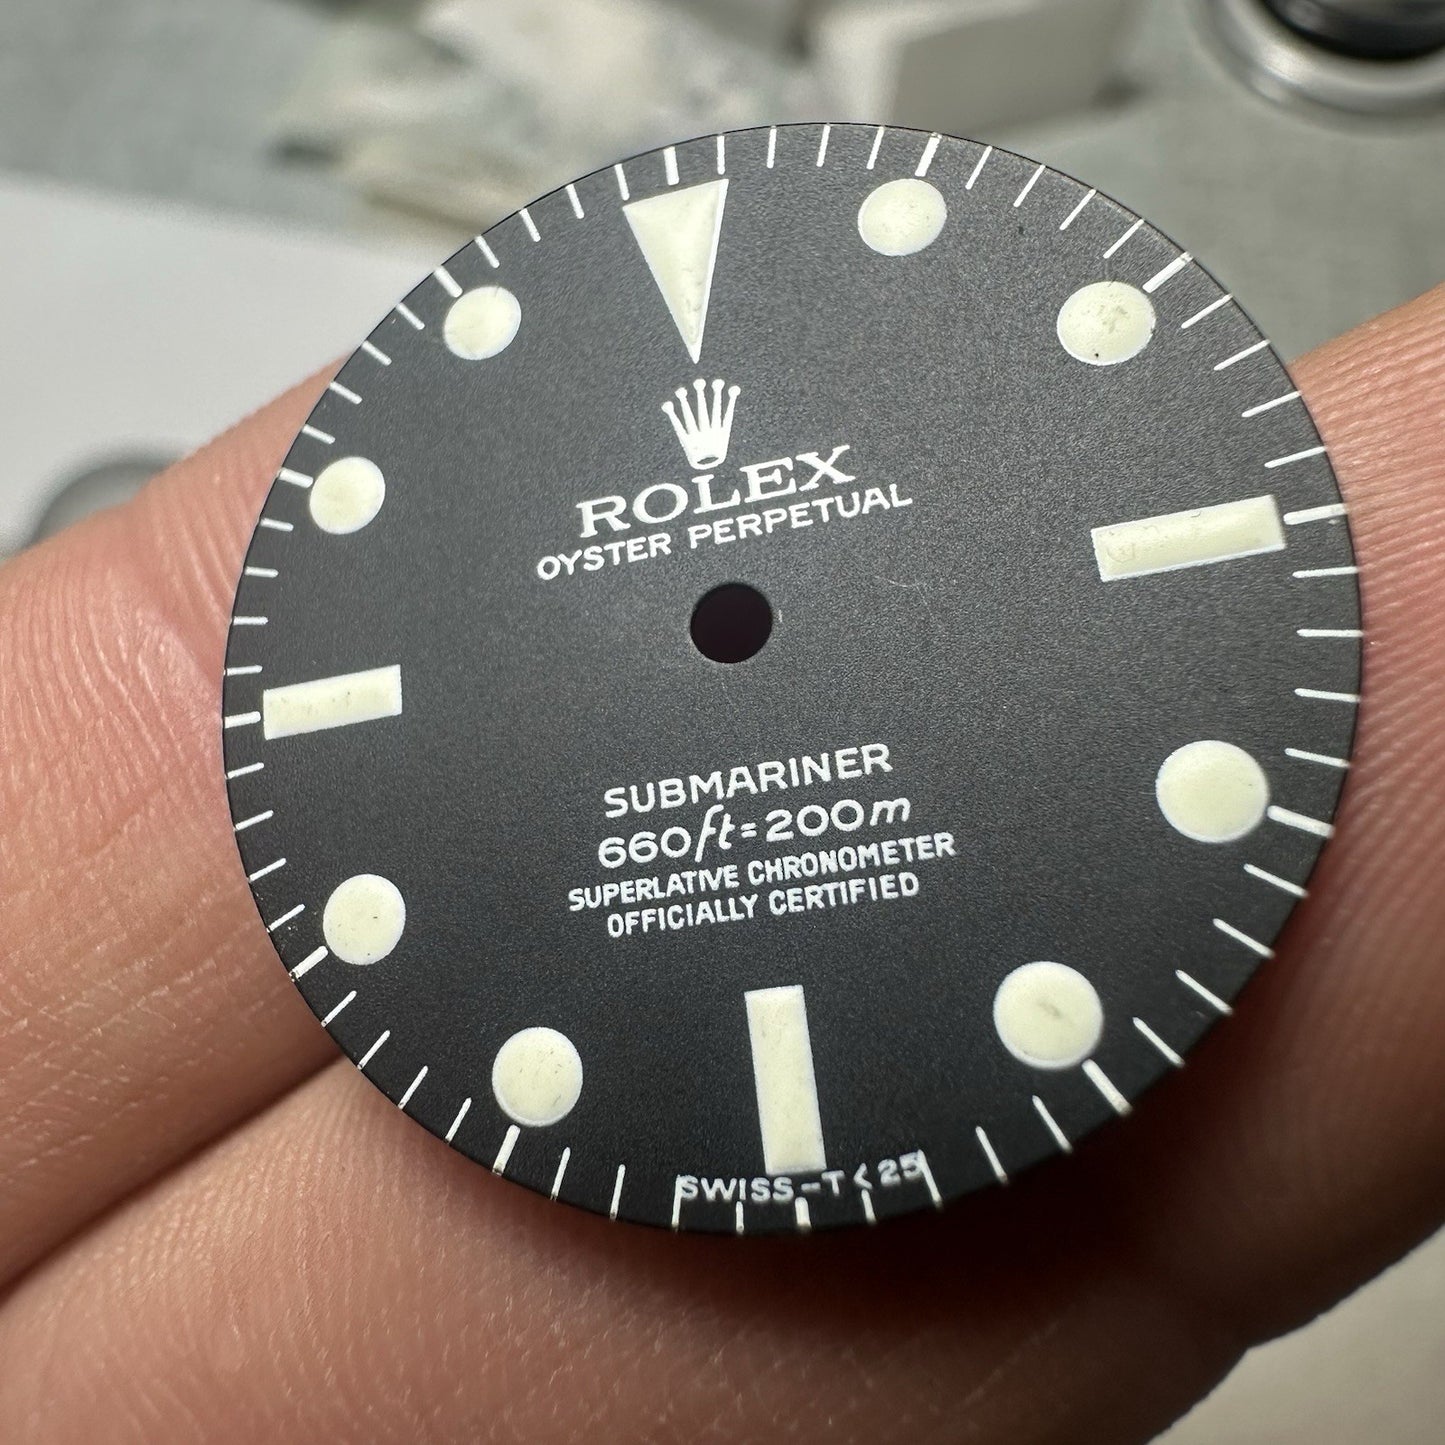 ROLEX
OYSTER PERPETUAL
SUBMARINER
660ft=200m
SUPERLATIVE CHRONOMETER
OFFICIALLY CERTIFIED
SWISS-T<25